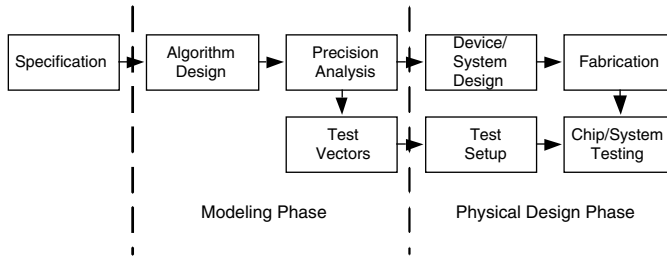 Specification
Algorithm
Design
Precision
Analysis
Device/
System
Design
Fabrication
Test
Vectors
Test
Setup
Chip/System
Testing
Modeling Phase
Physical Design Phase